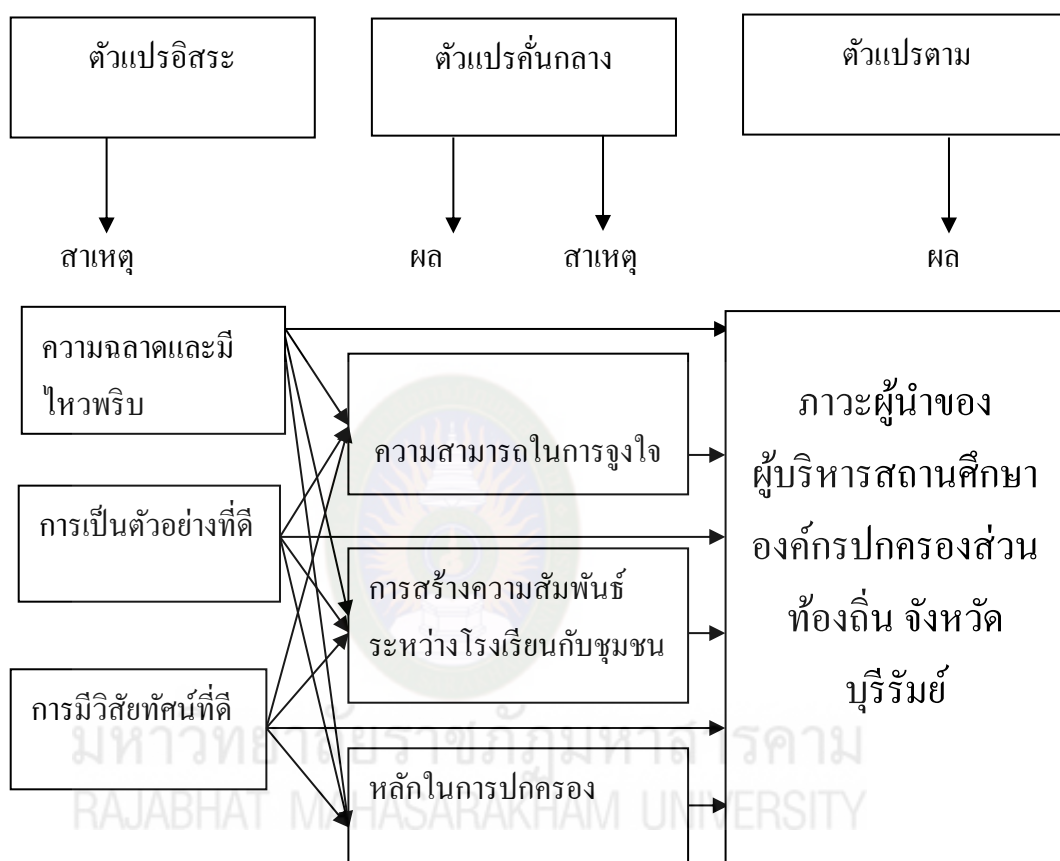 ตัวแปรอิสระ
ตัวแปรคั่นกลาง
ตัวแปรตาม
สาเหตุ
ผล
สาเหตุ
ผล
ความฉลาดและมี
ไหวพริบ
การเป็นตัวอย่างที่ดี
การมีวิสัยทัศน์ที่ดี
ความสามารถในการจูงใจ
การสร้างความสัมพันธ์
ระหว่างโรงเรียนกับชุมชน
หลักในการปกครอง
ภาวะผู้นำของ
ผู้บริหารสถานศึกษา
องค์กรปกครองส่วน
ท้องถิ่น จังหวัด
บุรีรัมย์
มหาวิทยาลัยราชภัฏมหาสารคาม
RAJABHAT MAHASARAKHAM UNIVERSITY